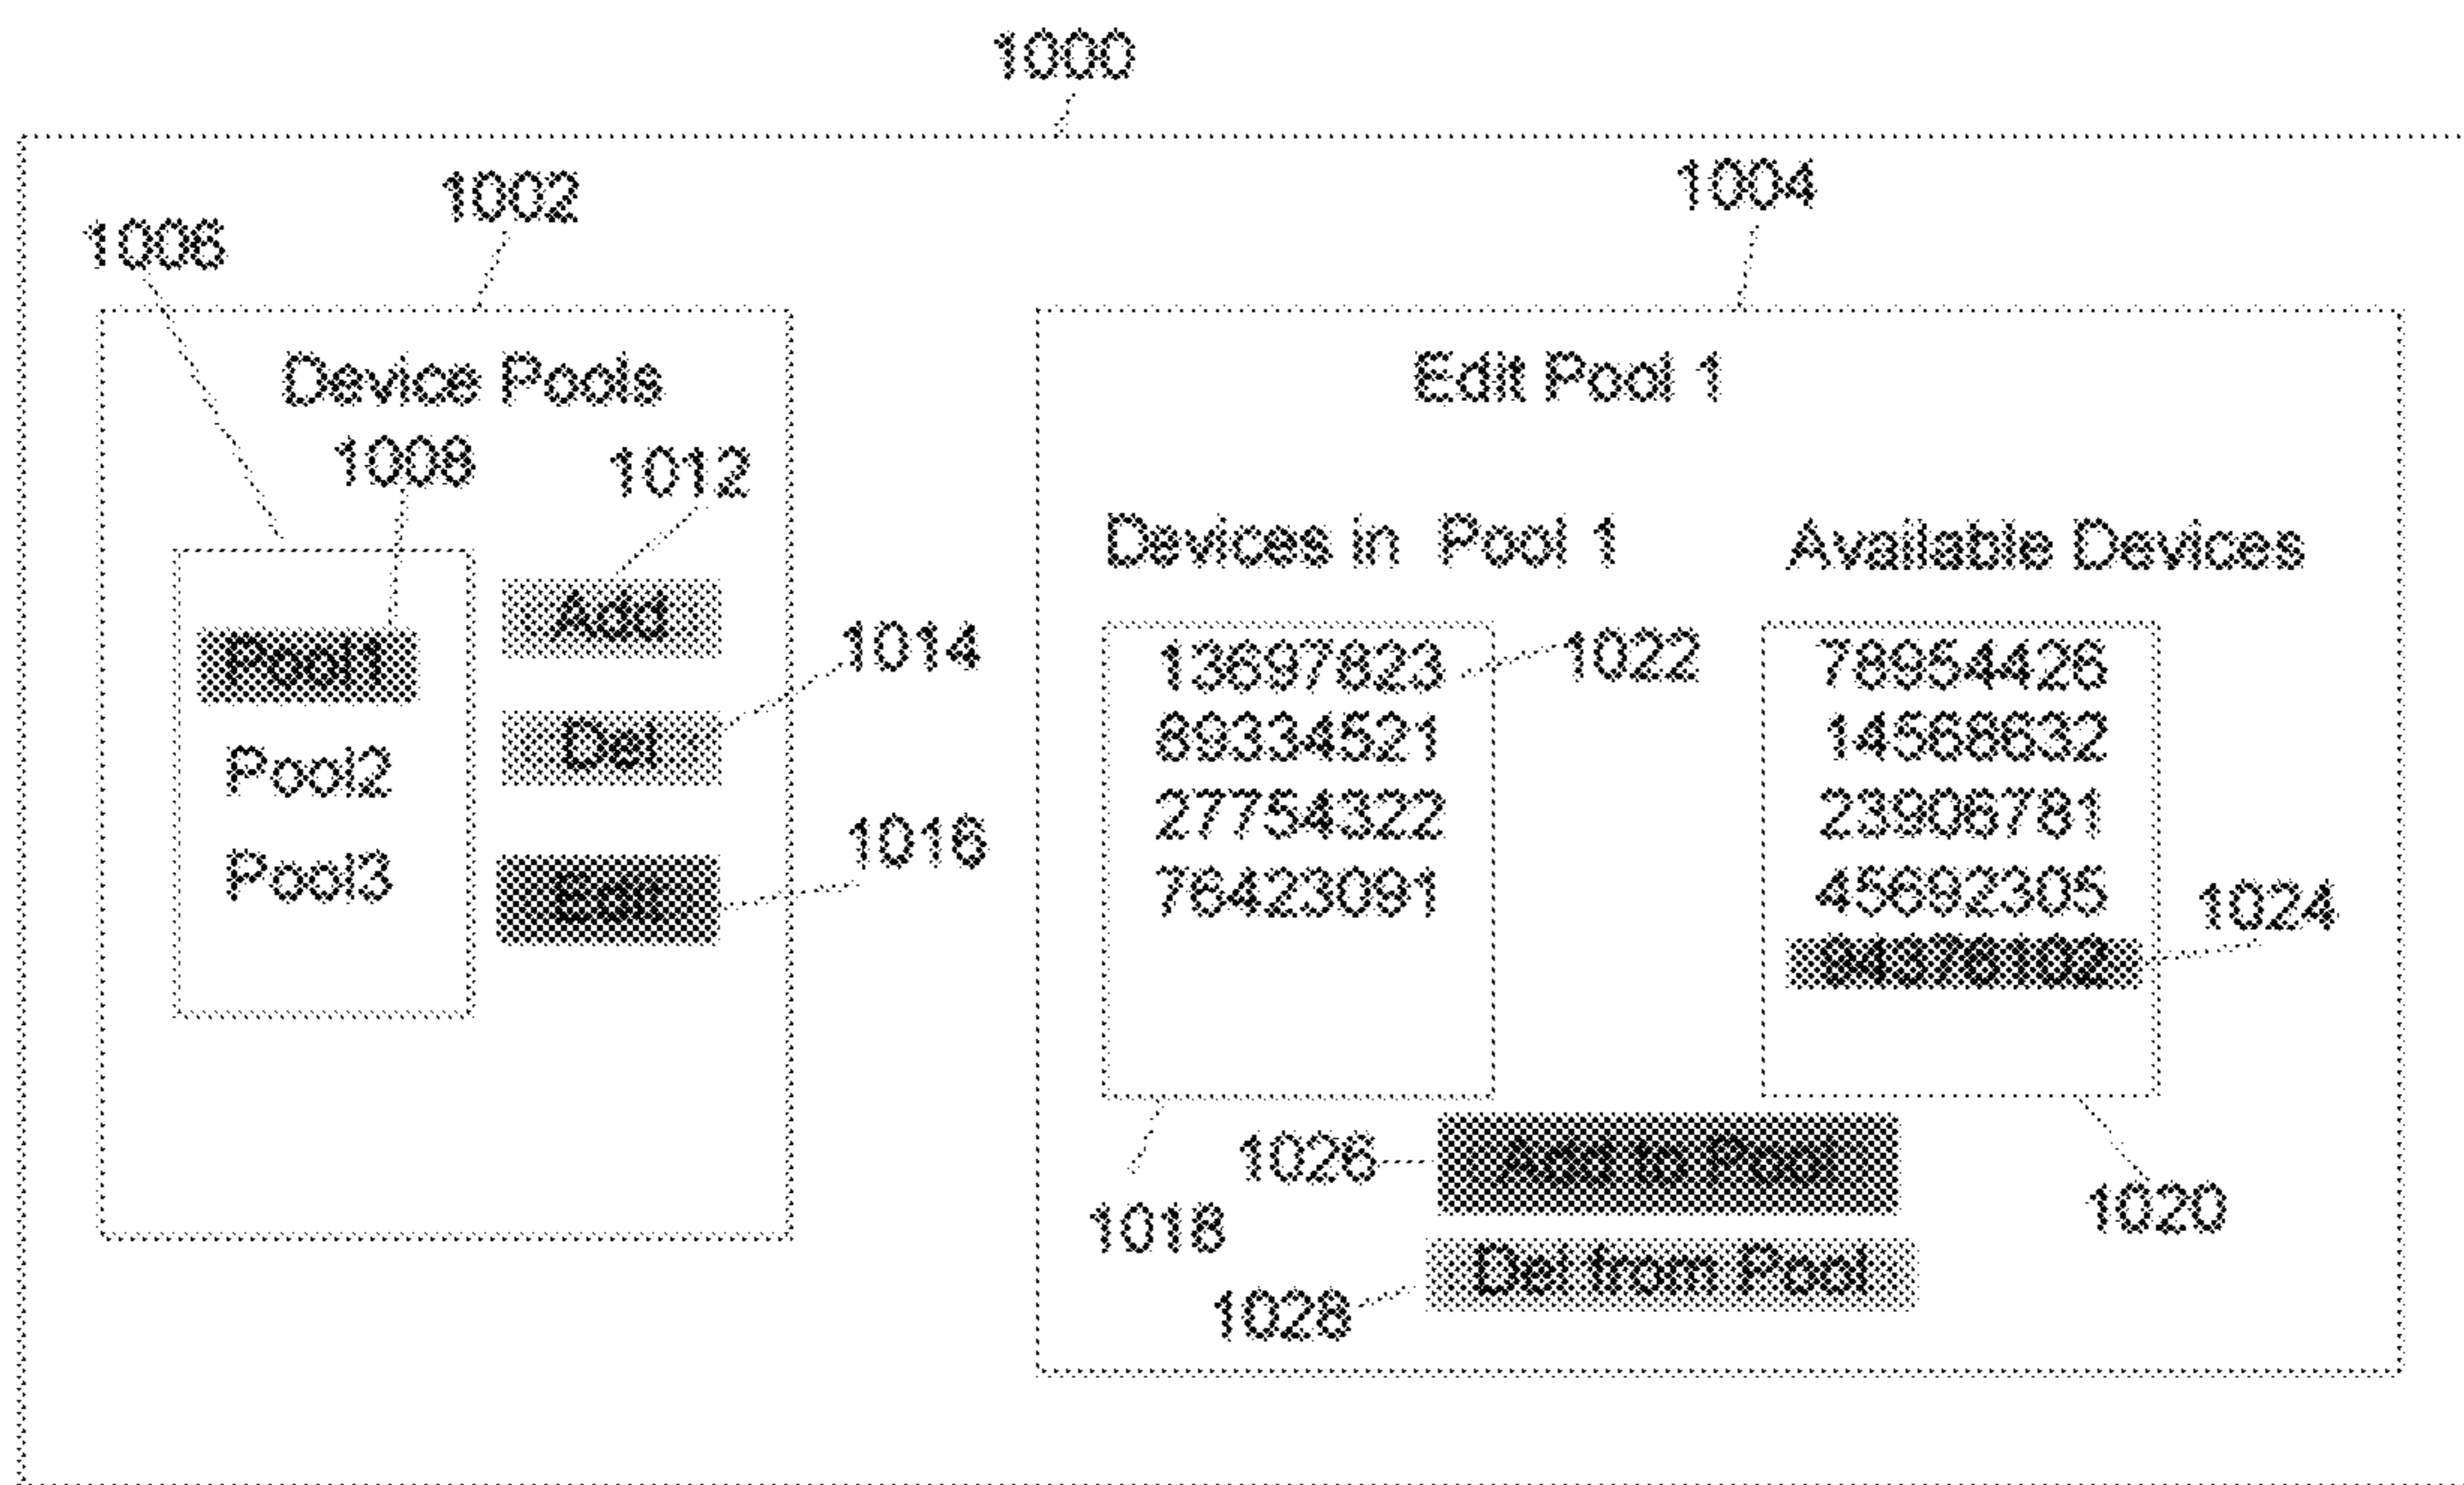 1000
1002
1004
1006
Device Pools
Edit Pool 1
1008
1012
Devices in Pool 1
Available Devices
Pool1
Add
1014
Pool2
Del
Pool3
Edit
1016
13697823
1022
78954426
89334521
14568632
27754322
23906781
76423091
45692305
1024
1026
Add to Pool
1018
1020
Del from Pool
1028